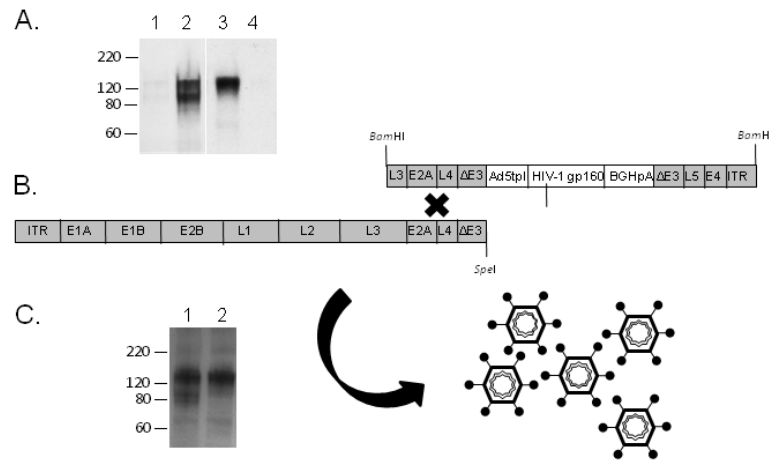 A.
1 2 3 4
220
120
80
60
BamHI
BamH
L3 E2A L4 ΔE3 Ad5tpl HIV-1 gp160 BGHpA ΔE3 L5 E4 ITR
B.
ITR E1A E1B E2B L1 L2 L3 E2A L4 ΔE3
SpeI
C.
1 2
220
120
80
60